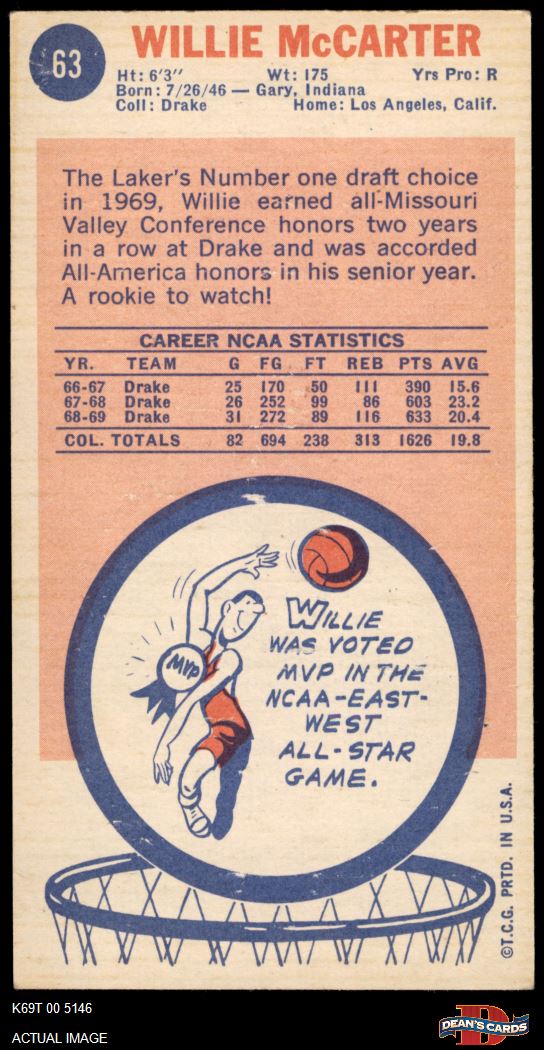 63
WILLIE McCARTER
Ht: 6'3'' Wt: 175 Yrs Pro: R
Born: 7/26/46 — Gary, Indiana
Coll: Drake Home: Los Angeles, Calif.
The Laker's Number one draft choice
in 1969, Willie earned all-Missouri
Valley Conference honors two years
in a row at Drake and was accorded
All-America honors in his senior year.
A rookie to watch!
CAREER NCAA STATISTICS
YR. TEAM G FG FT REB PTS AVG
66-67 Drake 25 170 50 111 390 15.6
67-68 Drake 26 252 99 86 603 23.2
68-69 Drake 31 272 89 116 633 20.4
COL. TOTALS 82 694 238 313 1626 19.8
MVP
WILLIE
WAS VOTED
MVP IN THE
NCAA-EAST-
WEST
ALL-STAR
GAME.
©T.C.G. PRTD. IN U.S.A.
K69T 00 5146
ACTUAL IMAGE
D
DEAN'S CARDS